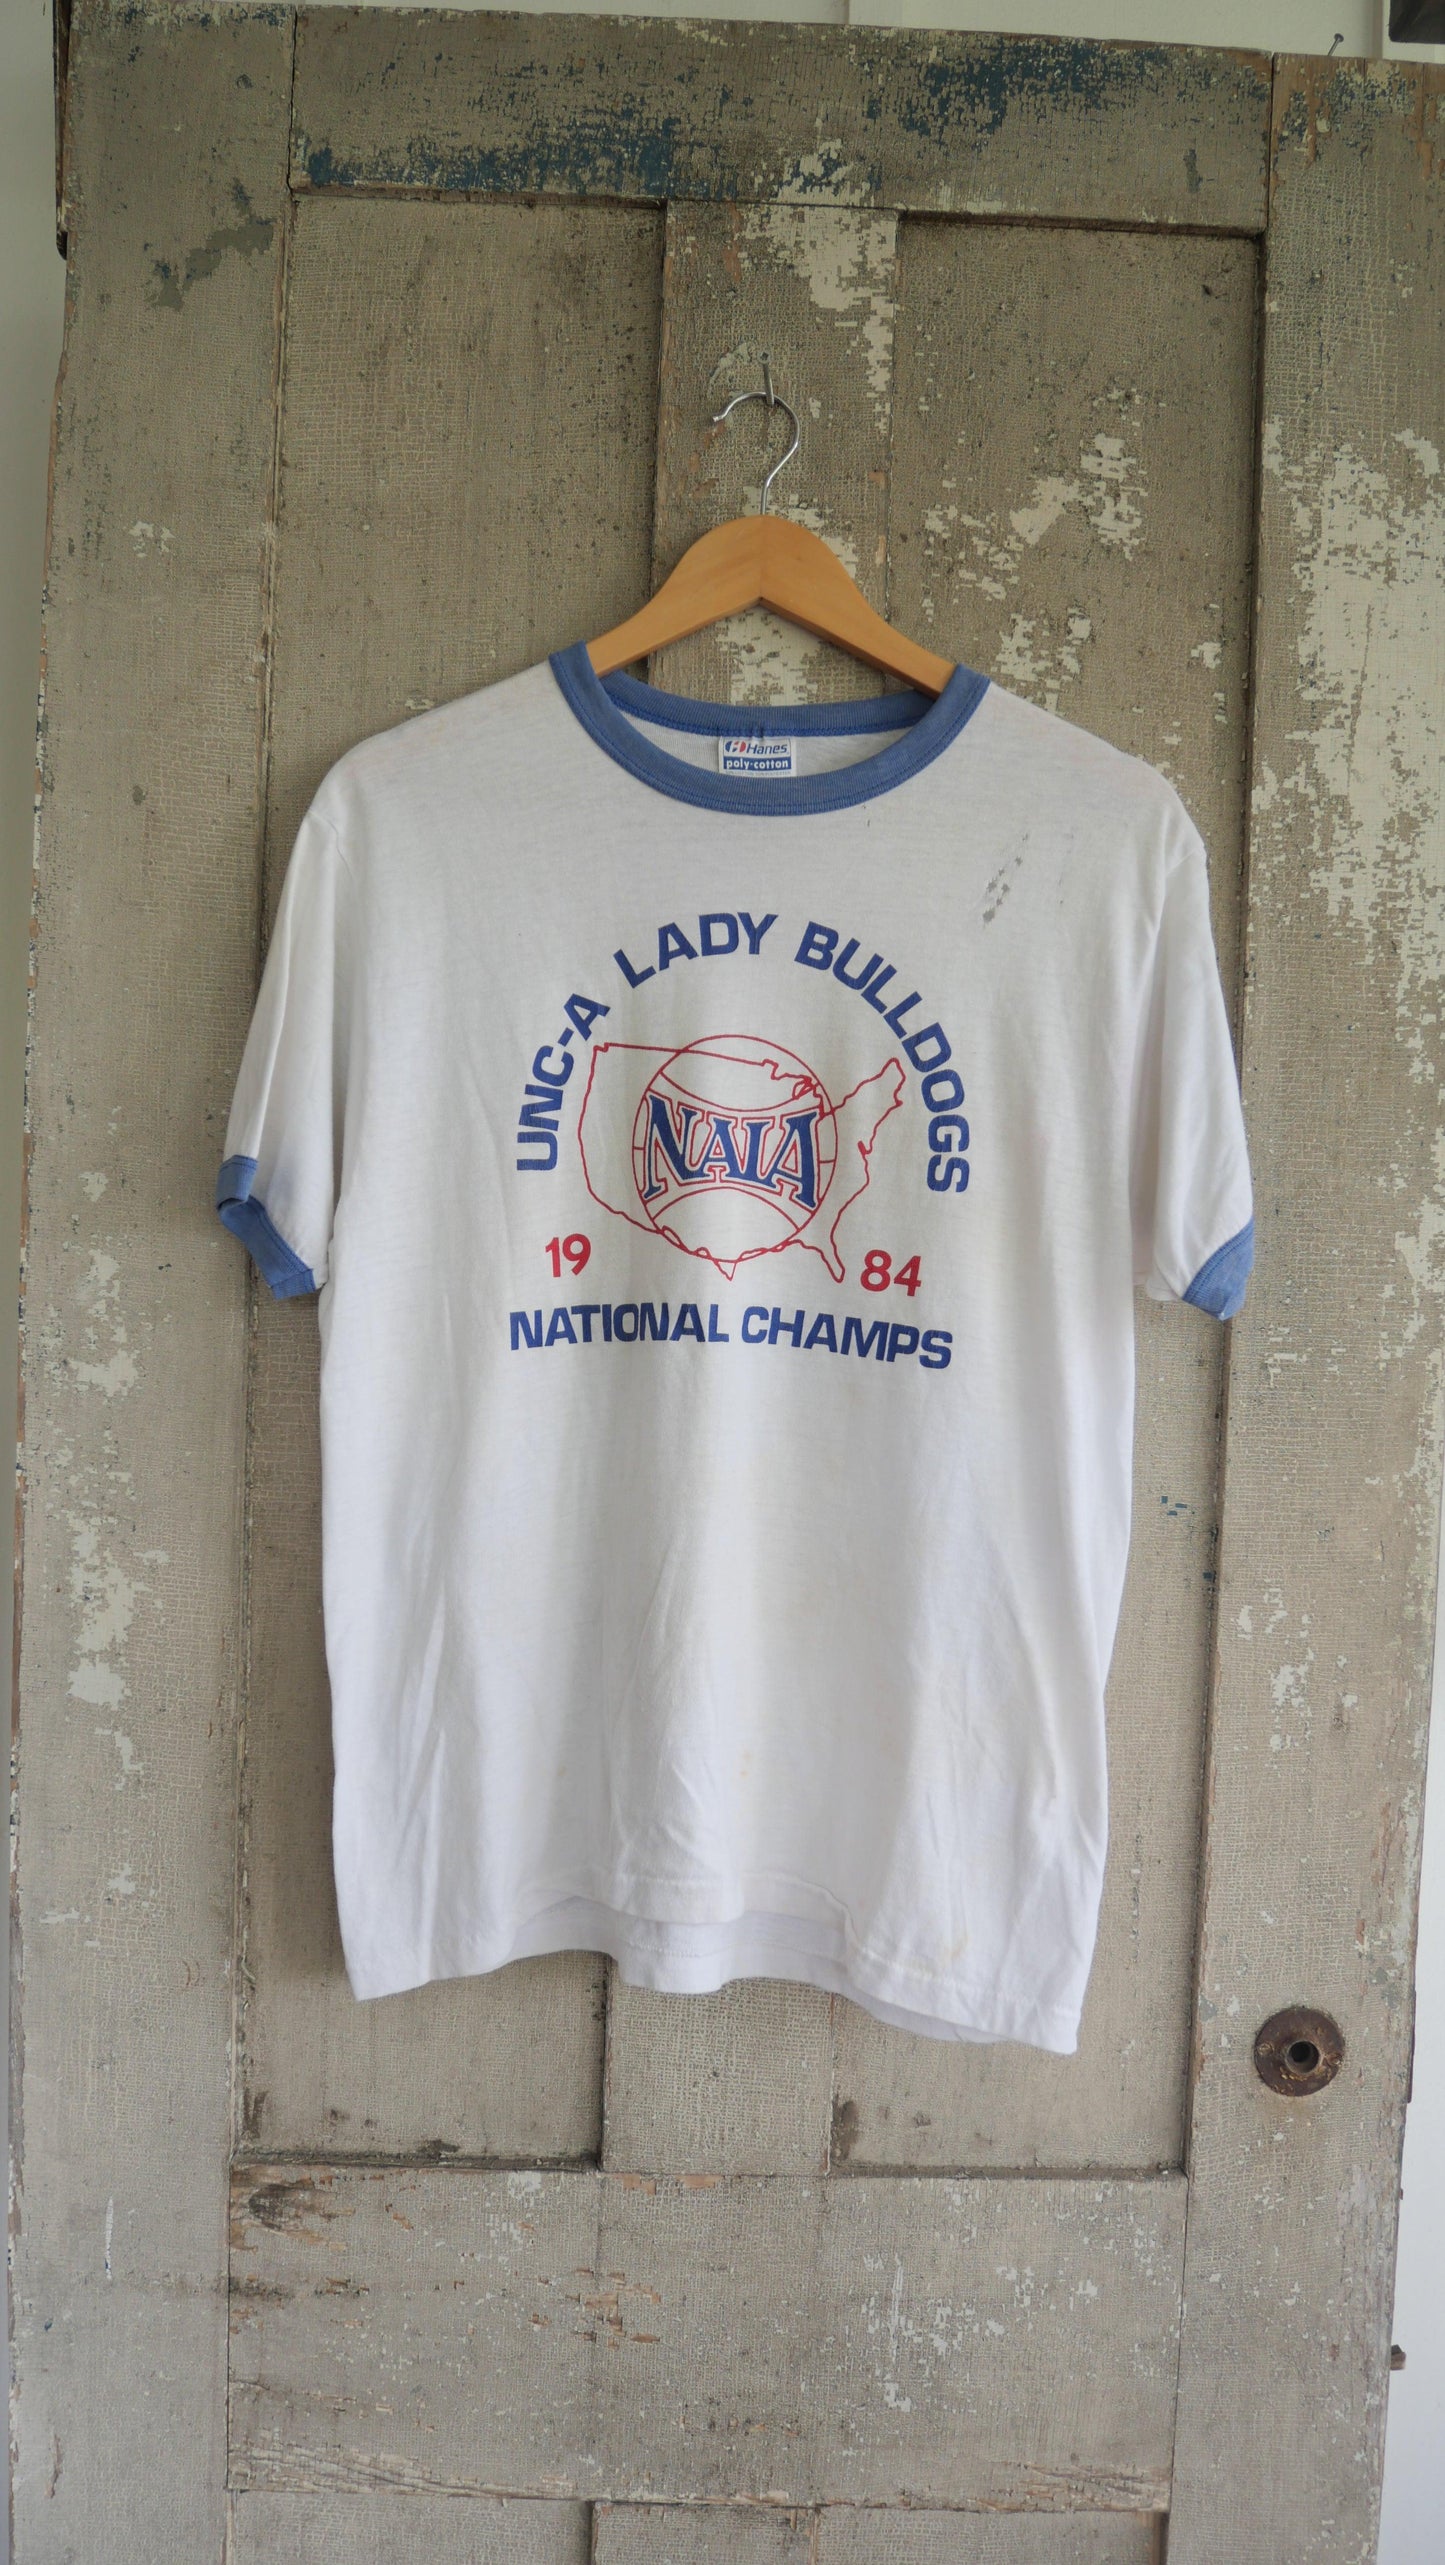 Hanes
poly-cotton
UNC-A LADY BULLDOGS
NAIA
19 84
NATIONAL CHAMPS